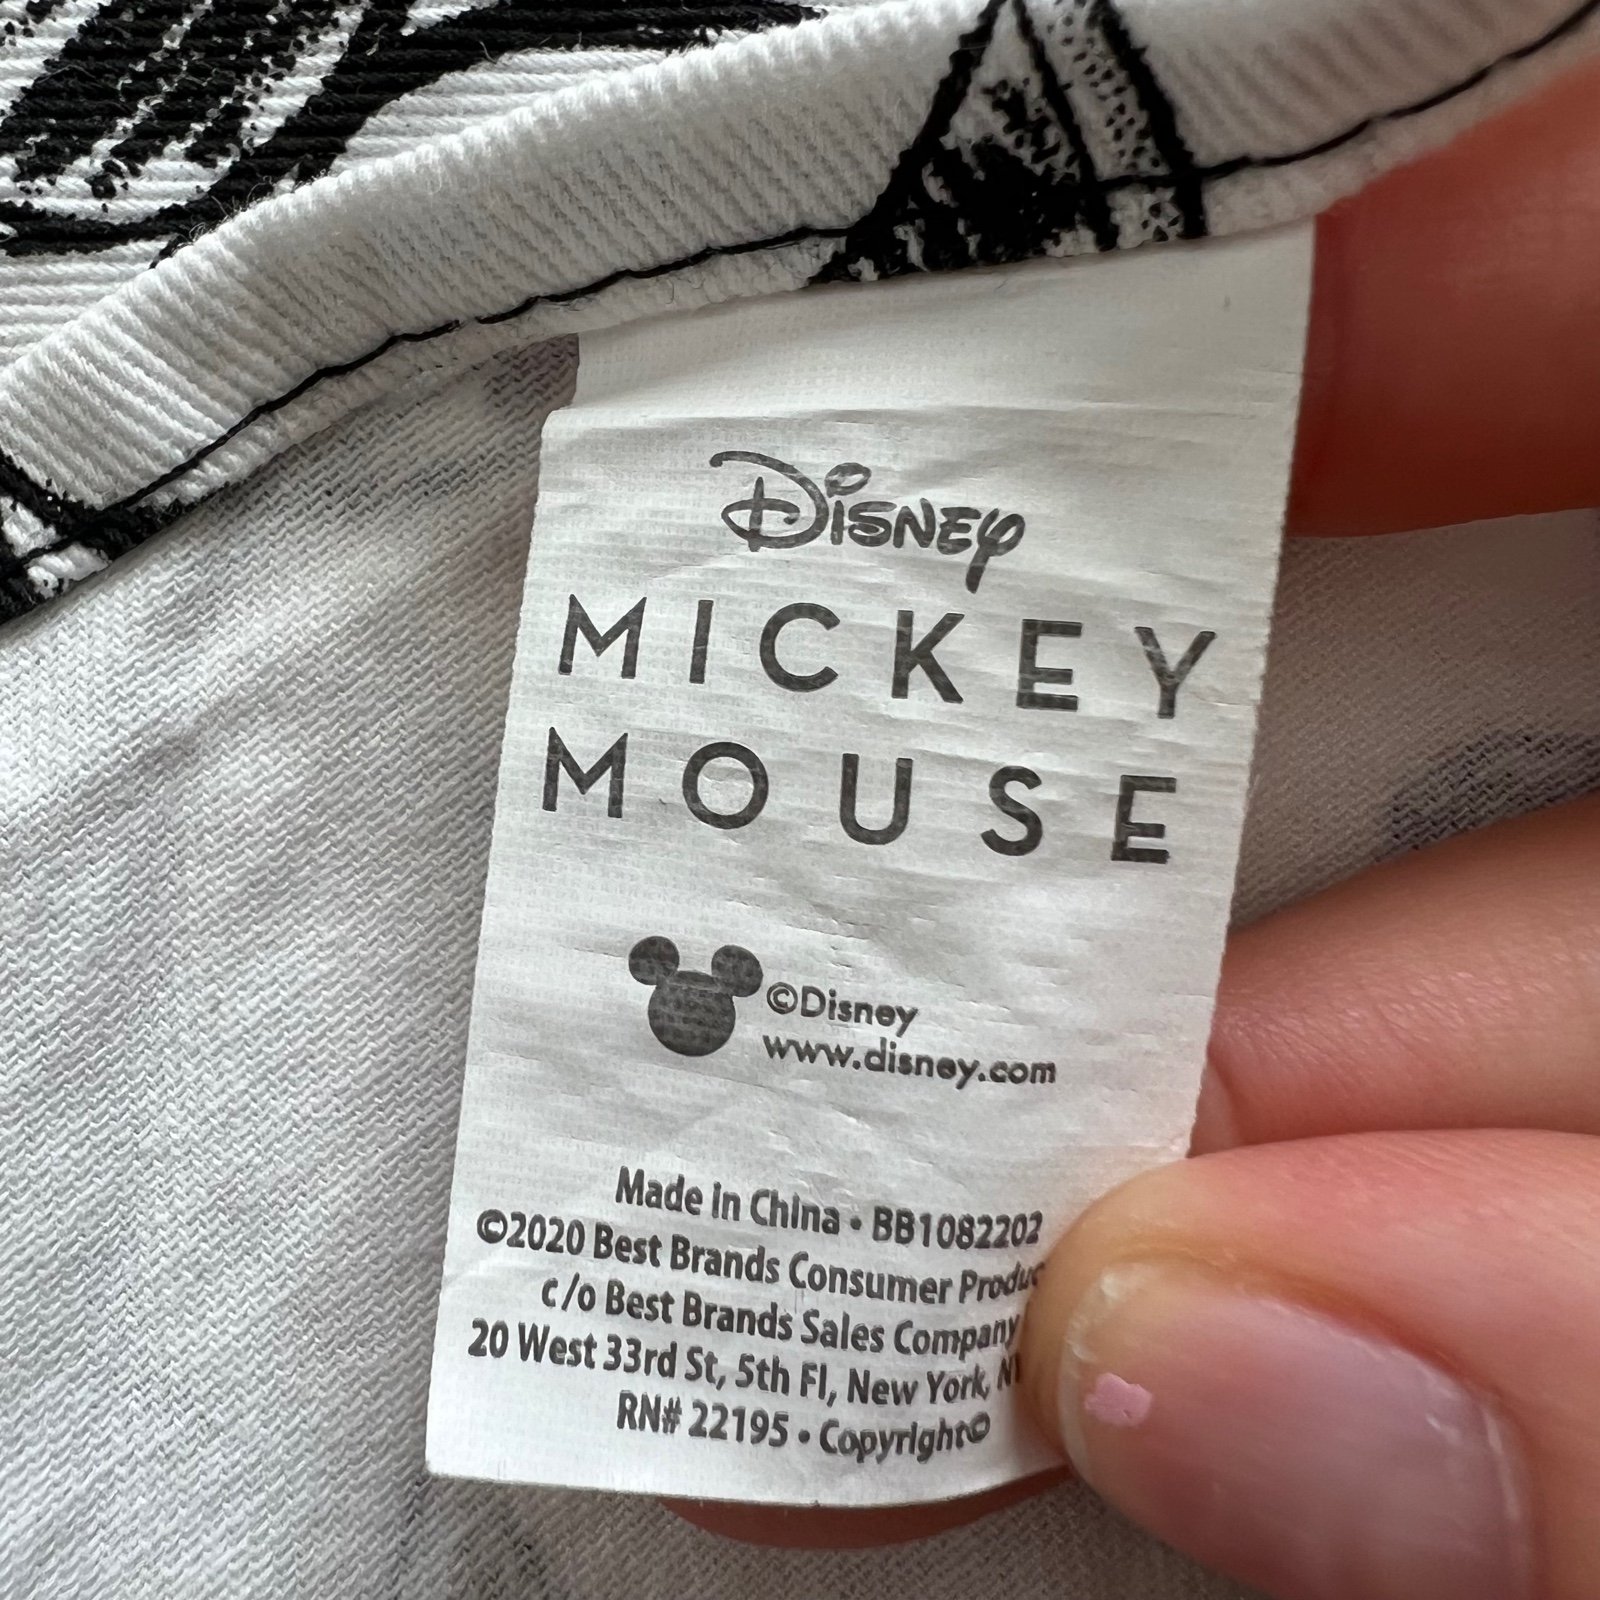 Disney
MICKEY
MOUSE
©Disney
www.disney.com
Made in China • BB1082202
©2020 Best Brands Consumer
c/o Best Brands Sales Company
20 West 33rd St, 5th Fl, New York,
RN# 22195 • Copyright©